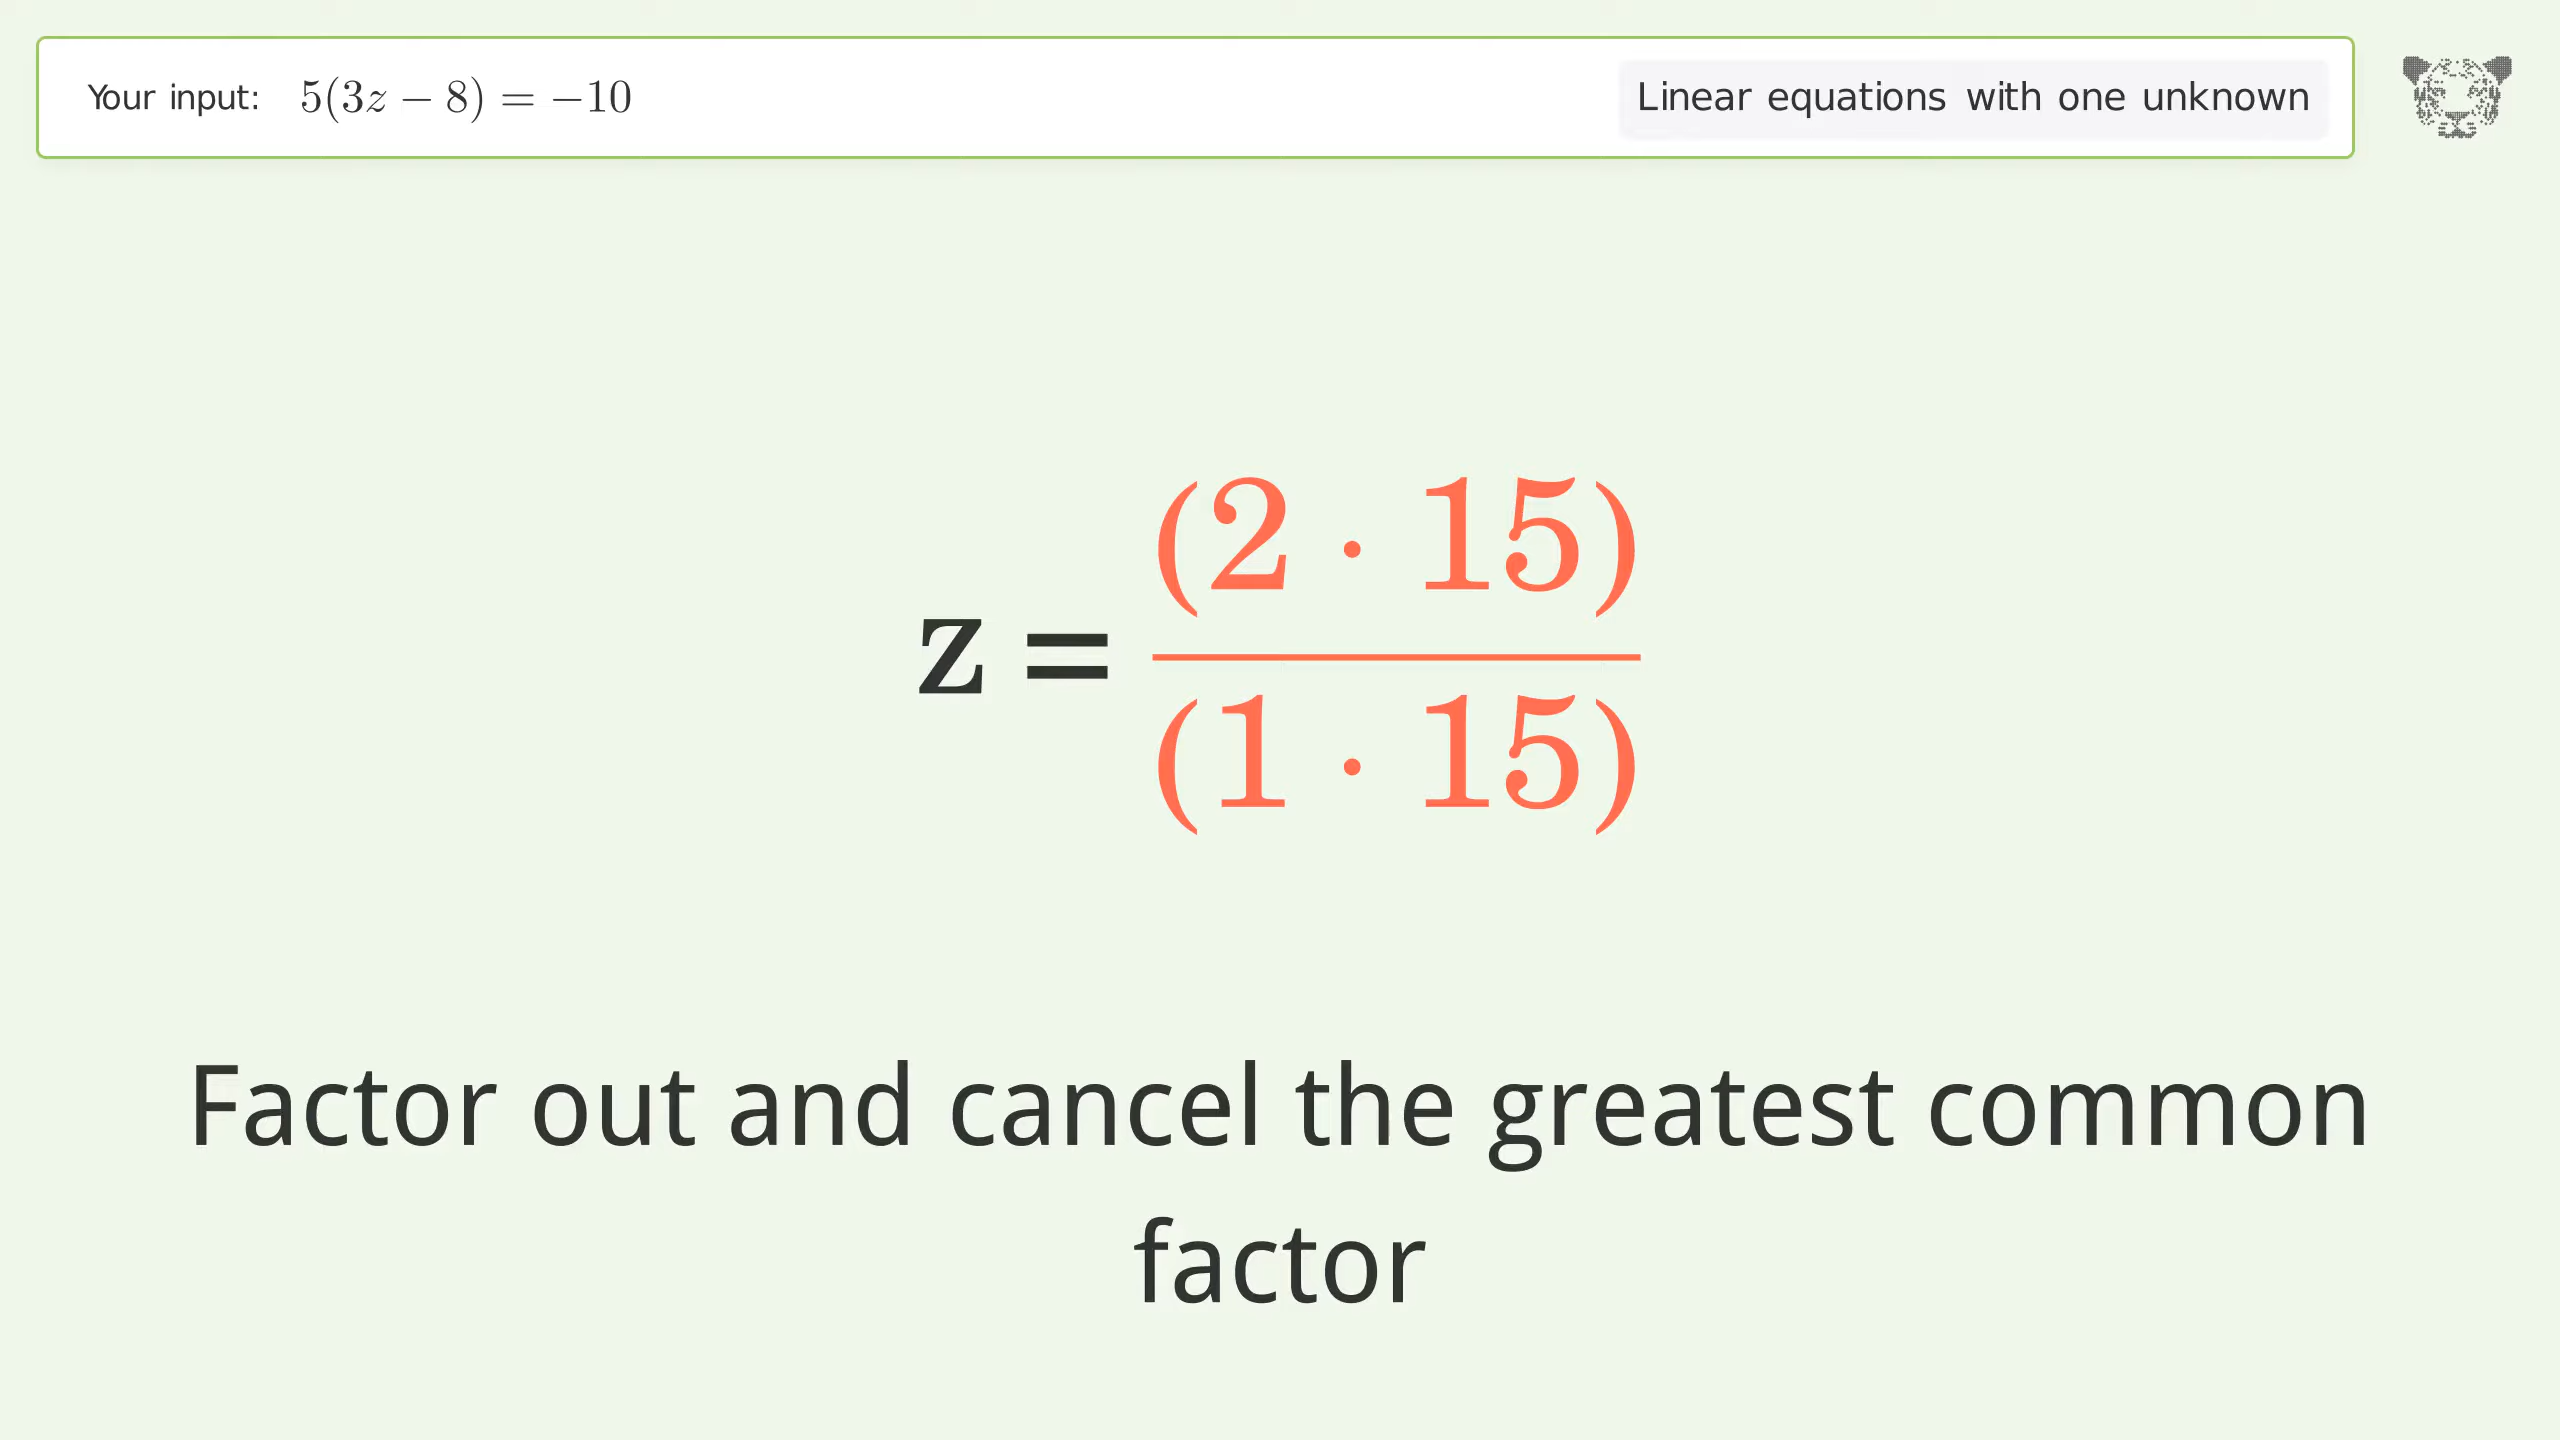 Your input: 5(3z − 8) = −10
Linear equations with one unknown
z = (2 · 15) / (1 · 15)
Factor out and cancel the greatest common
factor